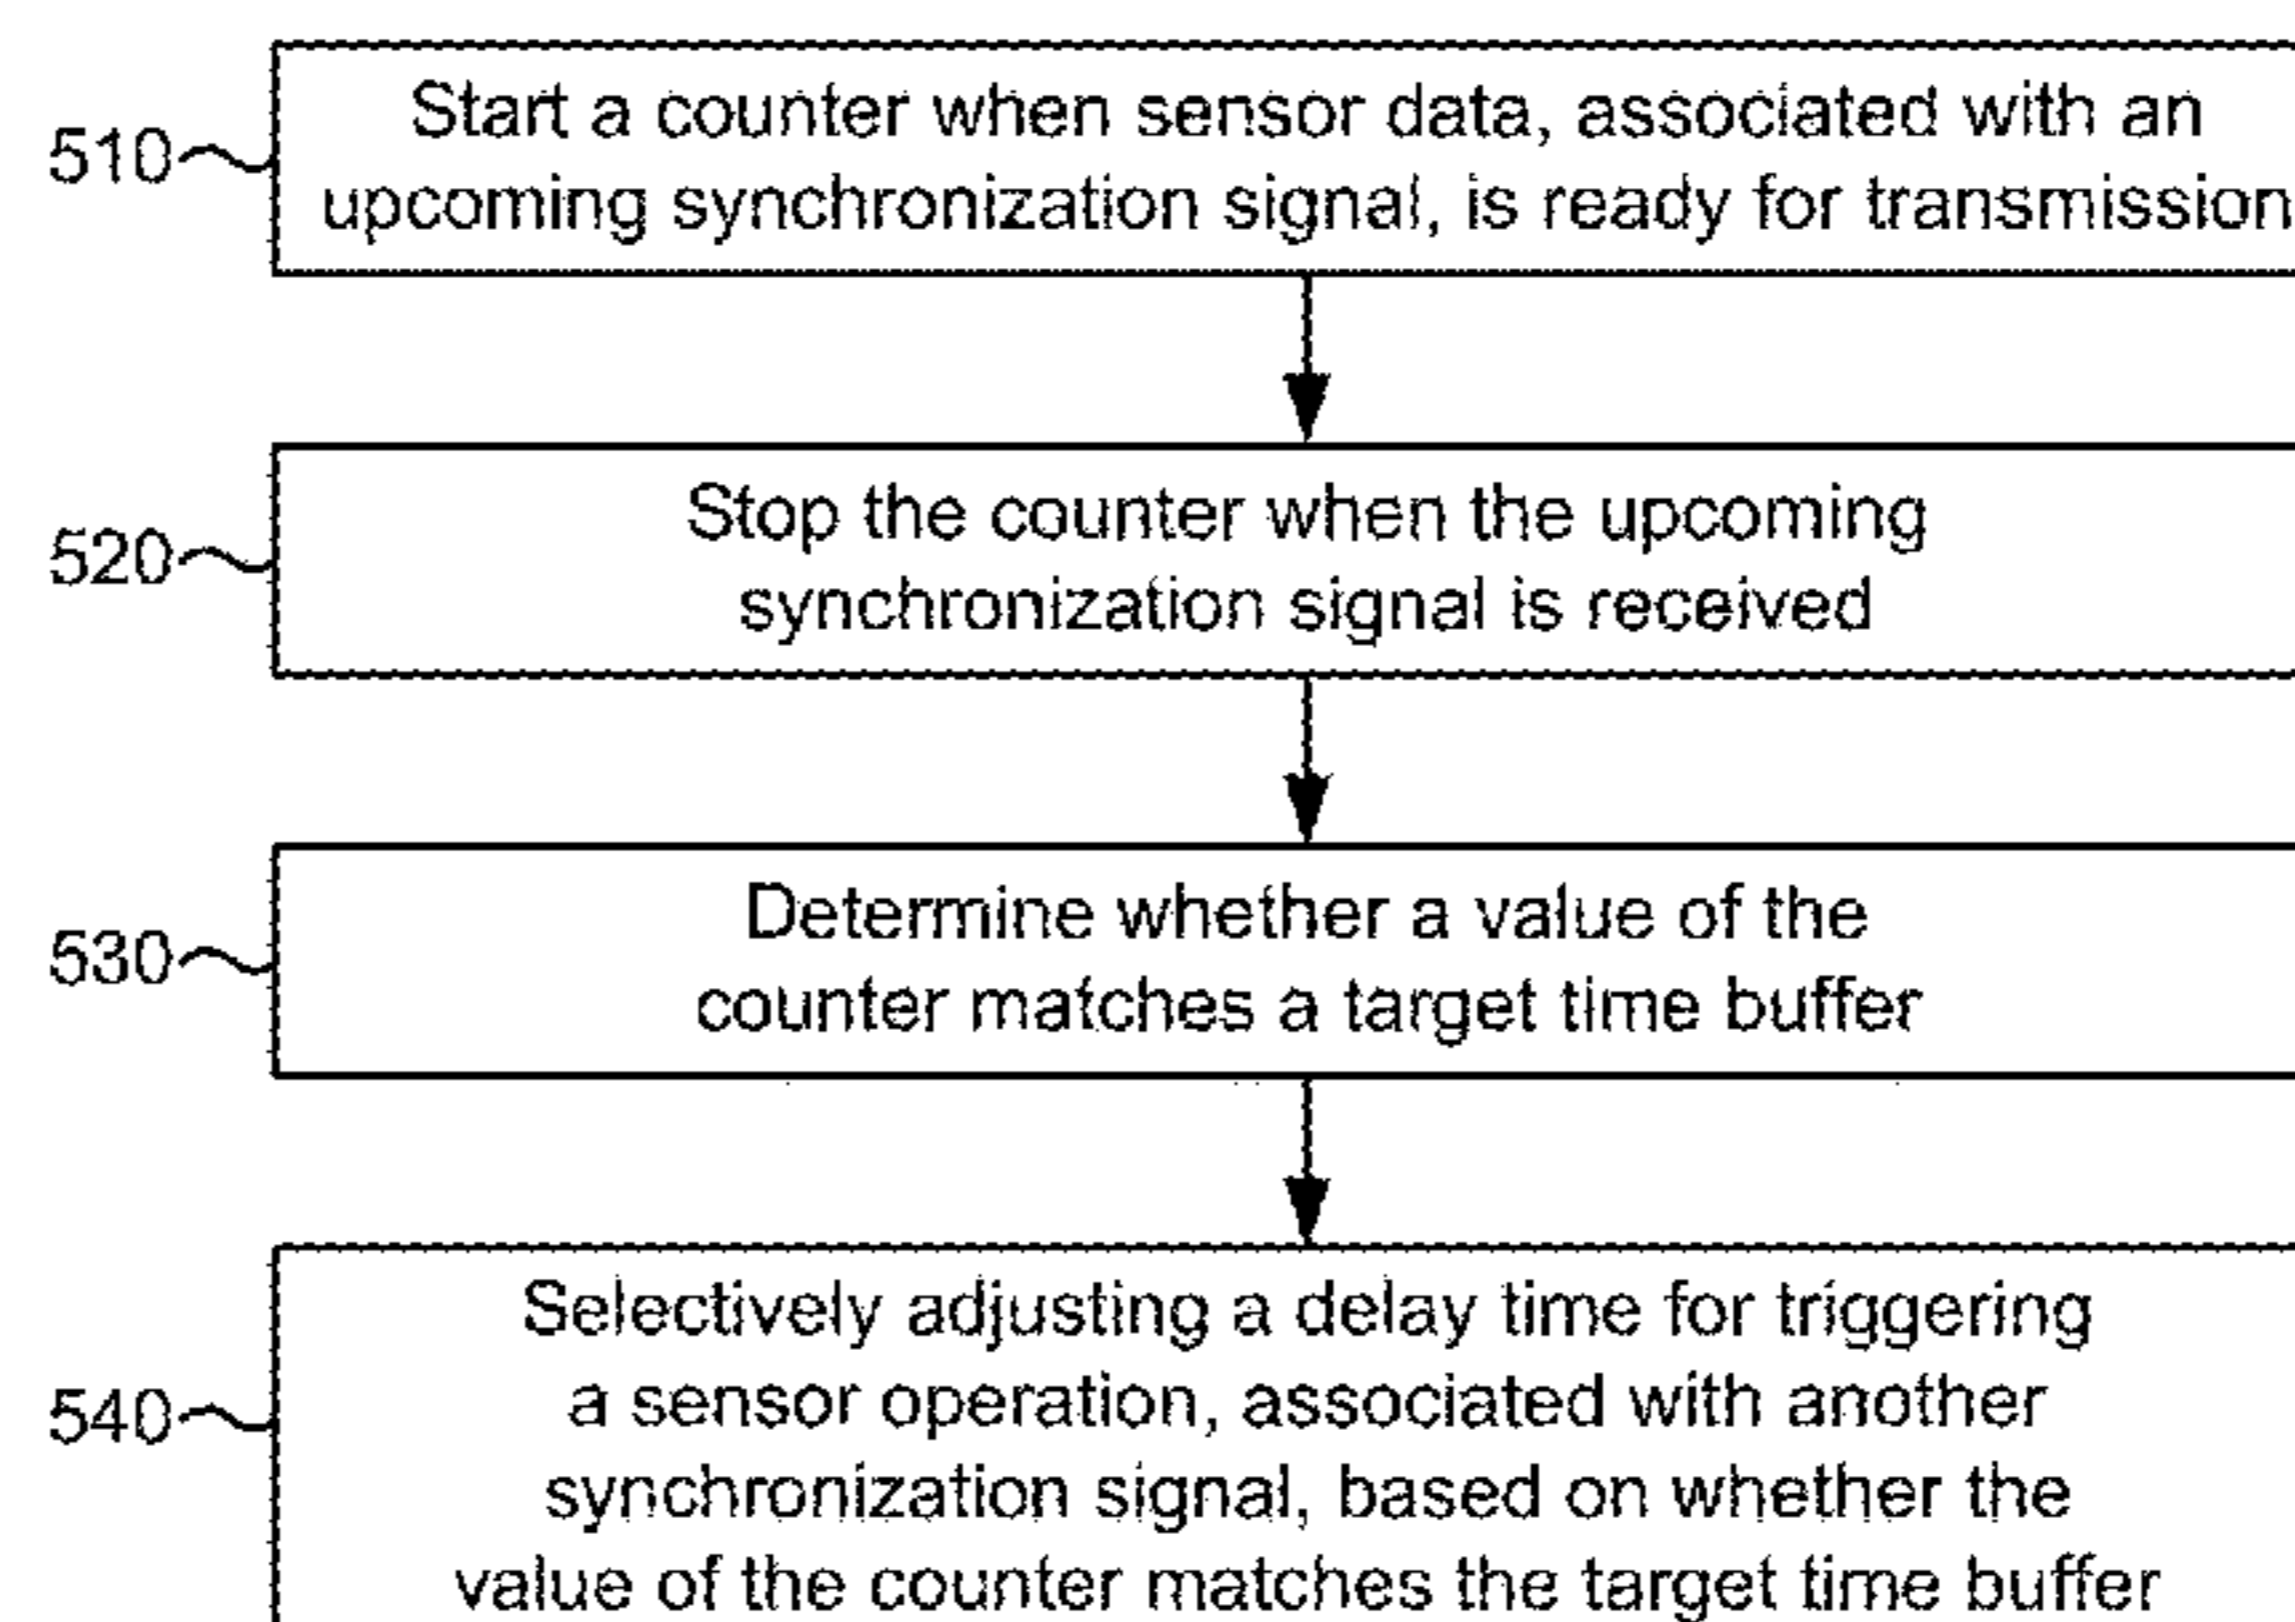 510
Start a counter when sensor data, associated with an
upcoming synchronization signal, is ready for transmission
520
Stop the counter when the upcoming
synchronization signal is received
530
Determine whether a value of the
counter matches a target time buffer
540
Selectively adjusting a delay time for triggering
a sensor operation, associated with another
synchronization signal, based on whether the
value of the counter matches the target time buffer